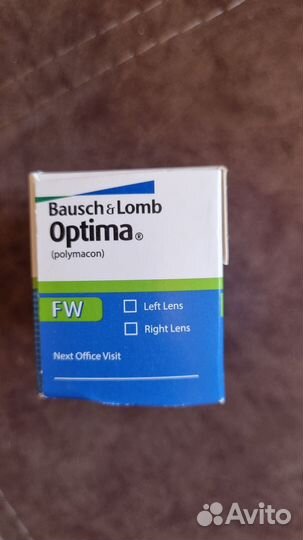 Bausch & Lomb
Optima®
(polymacon)
FW
Left Lens
Right Lens
Next Office Visit
Avito